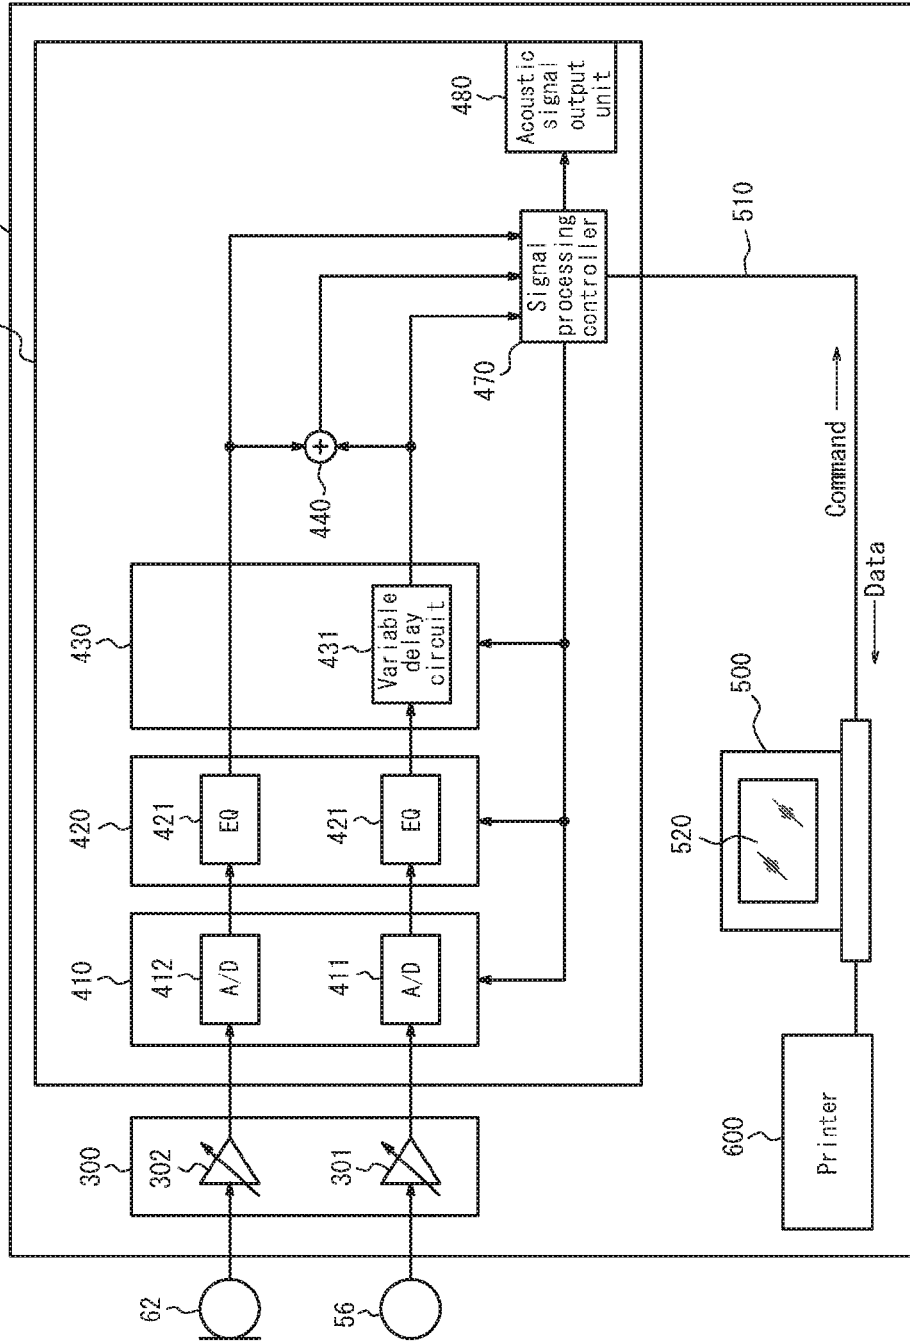 62
56
300
302
301
410
412
A/D
411
A/D
420
421
EQ
421
EQ
430
431
Variable
delay
circuit
440
+
470
Signal
processing
controller
480
Acoustic
signal
output
unit
510
Command
Data
500
520
600
Printer